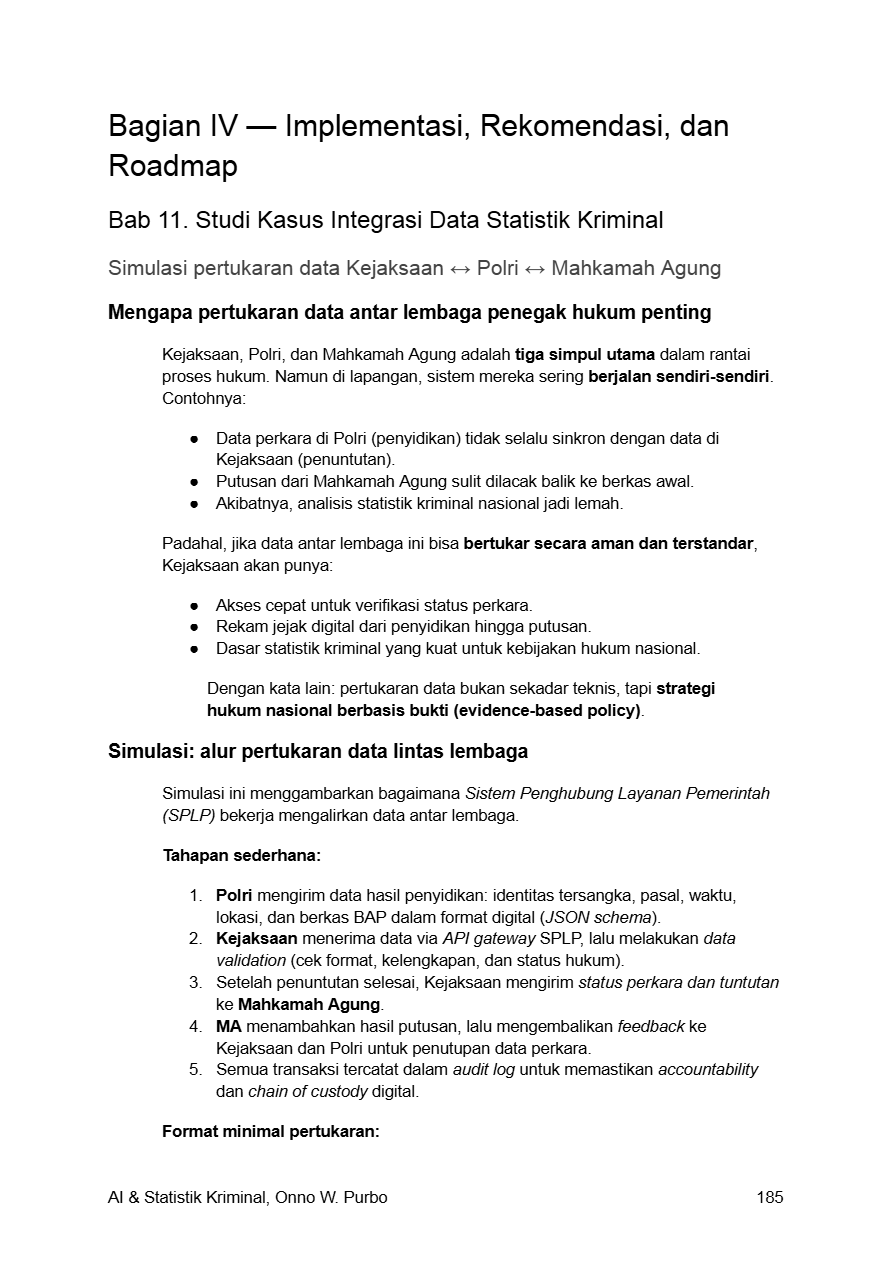 Bagian IV — Implementasi, Rekomendasi, dan
Roadmap
Bab 11. Studi Kasus Integrasi Data Statistik Kriminal
Simulasi pertukaran data Kejaksaan ↔ Polri ↔ Mahkamah Agung
Mengapa pertukaran data antar lembaga penegak hukum penting
Kejaksaan, Polri, dan Mahkamah Agung adalah tiga simpul utama dalam rantai
proses hukum. Namun di lapangan, sistem mereka sering berjalan sendiri-sendiri.
Contohnya:
● Data perkara di Polri (penyidikan) tidak selalu sinkron dengan data di
Kejaksaan (penuntutan).
● Putusan dari Mahkamah Agung sulit dilacak balik ke berkas awal.
● Akibatnya, analisis statistik kriminal nasional jadi lemah.
Padahal, jika data antar lembaga ini bisa bertukar secara aman dan terstandar,
Kejaksaan akan punya:
● Akses cepat untuk verifikasi status perkara.
● Rekam jejak digital dari penyidikan hingga putusan.
● Dasar statistik kriminal yang kuat untuk kebijakan hukum nasional.
Dengan kata lain: pertukaran data bukan sekadar teknis, tapi strategi
hukum nasional berbasis bukti (evidence-based policy).
Simulasi: alur pertukaran data lintas lembaga
Simulasi ini menggambarkan bagaimana Sistem Penghubung Layanan Pemerintah
(SPLP) bekerja mengalirkan data antar lembaga.
Tahapan sederhana:
1. Polri mengirim data hasil penyidikan: identitas tersangka, pasal, waktu,
lokasi, dan berkas BAP dalam format digital (JSON schema).
2. Kejaksaan menerima data via API gateway SPLP, lalu melakukan data
validation (cek format, kelengkapan, dan status hukum).
3. Setelah penuntutan selesai, Kejaksaan mengirim status perkara dan tuntutan
ke Mahkamah Agung.
4. MA menambahkan hasil putusan, lalu mengembalikan feedback ke
Kejaksaan dan Polri untuk penutupan data perkara.
5. Semua transaksi tercatat dalam audit log untuk memastikan accountability
dan chain of custody digital.
Format minimal pertukaran:
AI & Statistik Kriminal, Onno W. Purbo 185